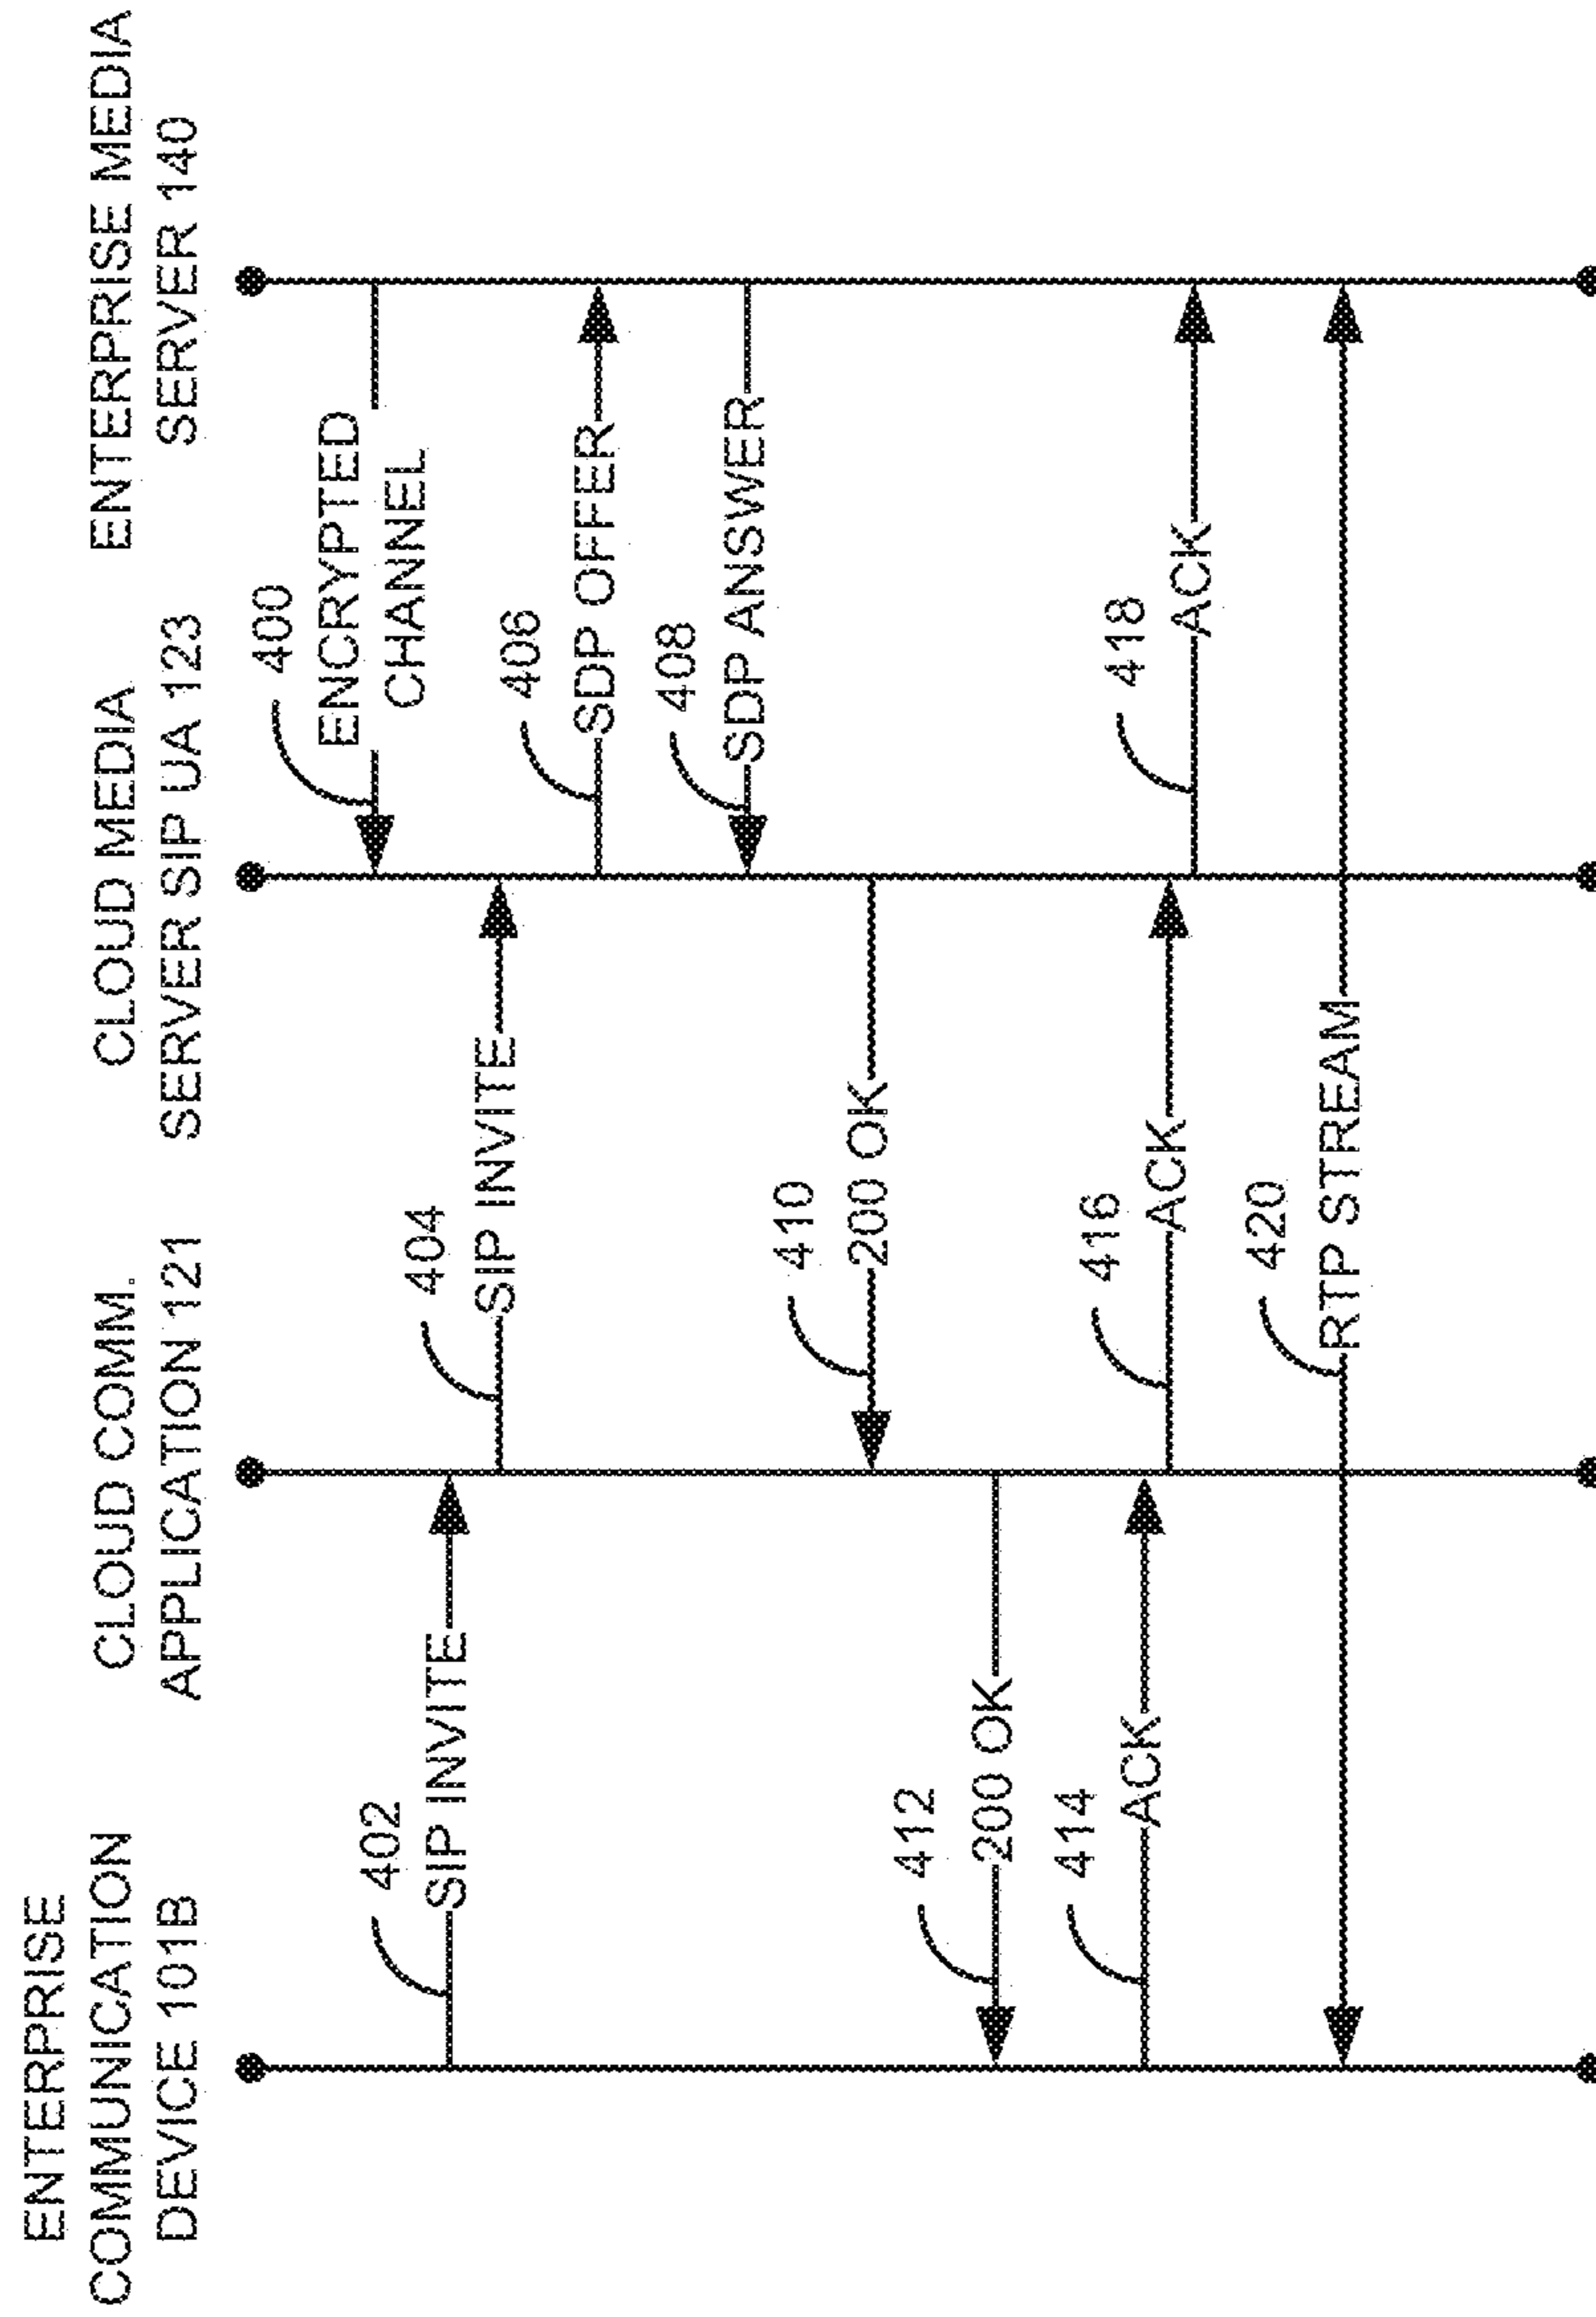 ENTERPRISE
COMMUNICATION
DEVICE 101B
CLOUD COMM.
APPLICATION 121
CLOUD MEDIA
SERVER SIP UA 123
ENTERPRISE MEDIA
SERVER 140
400
ENCRYPTED
CHANNEL
402
SIP INVITE
404
SIP INVITE
406
SDP OFFER
408
SDP ANSWER
410
200 OK
412
200 OK
414
ACK
416
ACK
418
ACK
420
RTP STREAM